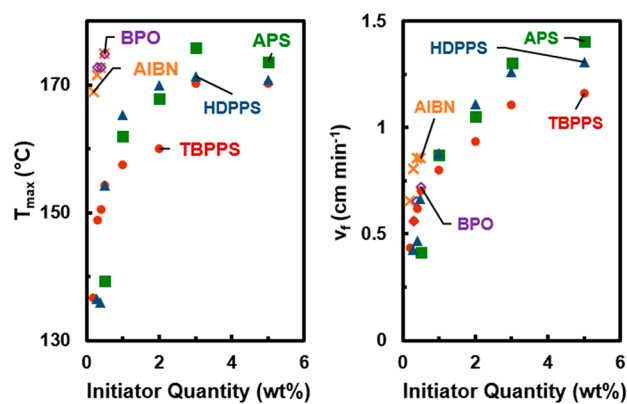 T_max (°C)
170
150
130
0
2
4
6
Initiator Quantity (wt%)
BPO
AIBN
APS
HDPPS
TBPPS
v_f (cm min⁻¹)
1.5
1
0.5
0
0
2
4
6
Initiator Quantity (wt%)
APS
HDPPS
AIBN
TBPPS
BPO